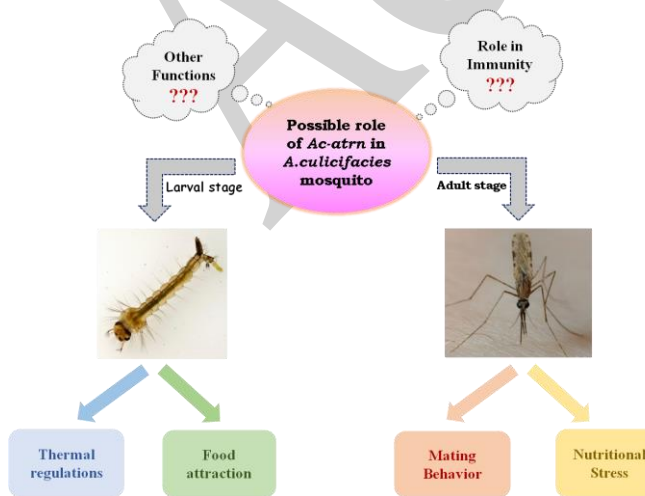 Other
Functions
???
Role in
Immunity
???
Possible role
of Ac-atrn in
A.culicifacies
mosquito
Larval stage
Adult stage
Thermal
regulations
Food
attraction
Mating
Behavior
Nutritional
Stress